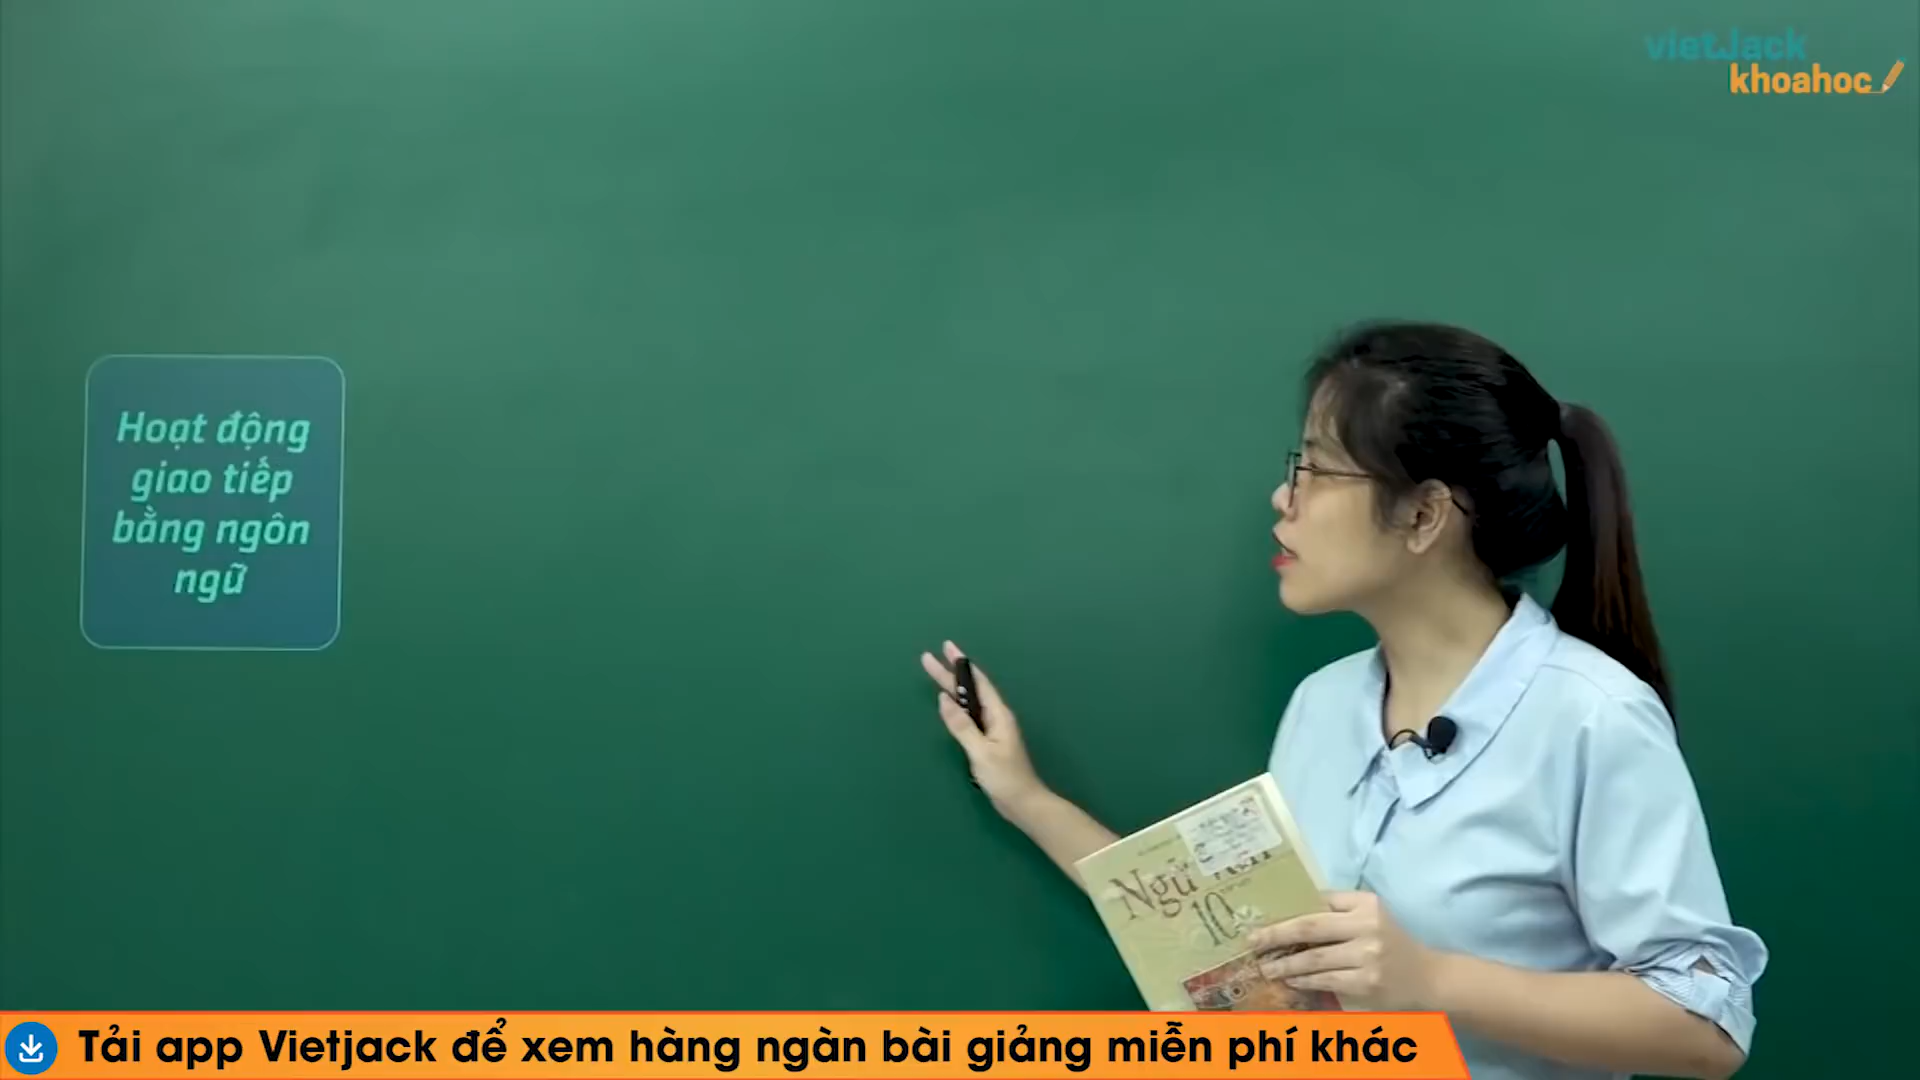 vietJack
khoahoc
Hoạt động
giao tiếp
bằng ngôn
ngữ
Ngữ văn
10
Tải app Vietjack để xem hàng ngàn bài giảng miễn phí khác